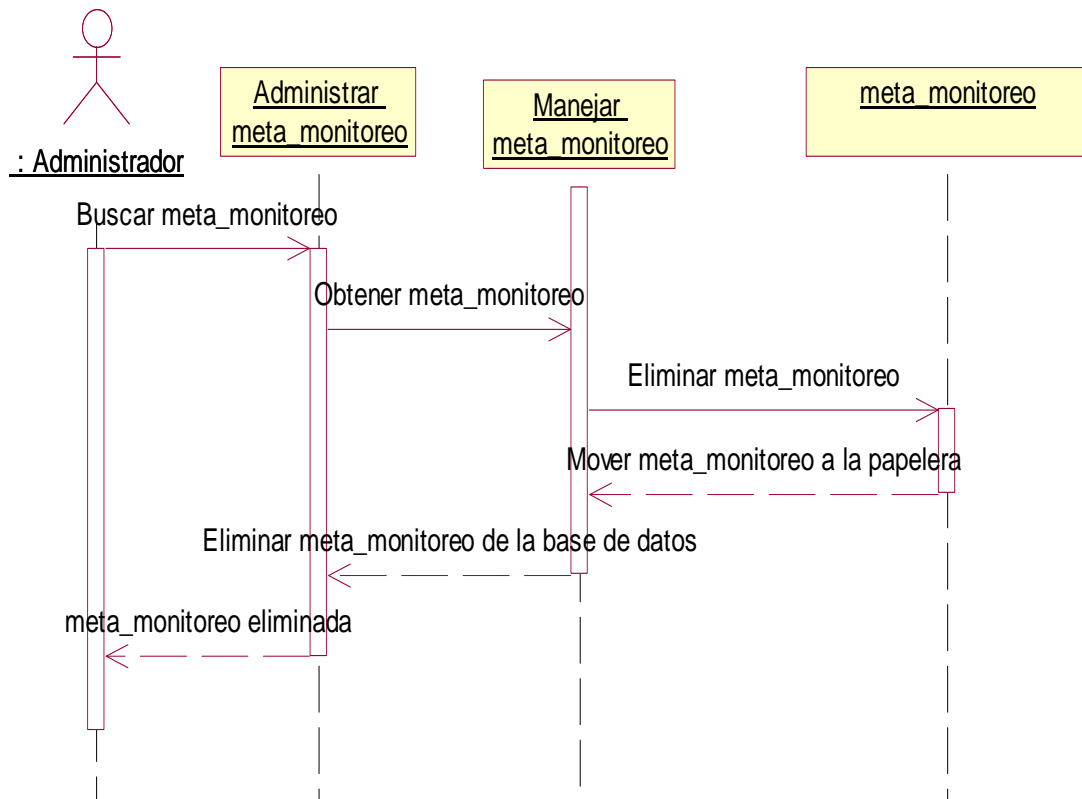 : Administrador
Administrar
meta_monitoreo
Manejar
meta_monitoreo
meta_monitoreo
Buscar meta_monitoreo
Obtener meta_monitoreo
Eliminar meta_monitoreo
Mover meta_monitoreo a la papelera
Eliminar meta_monitoreo de la base de datos
meta_monitoreo eliminada